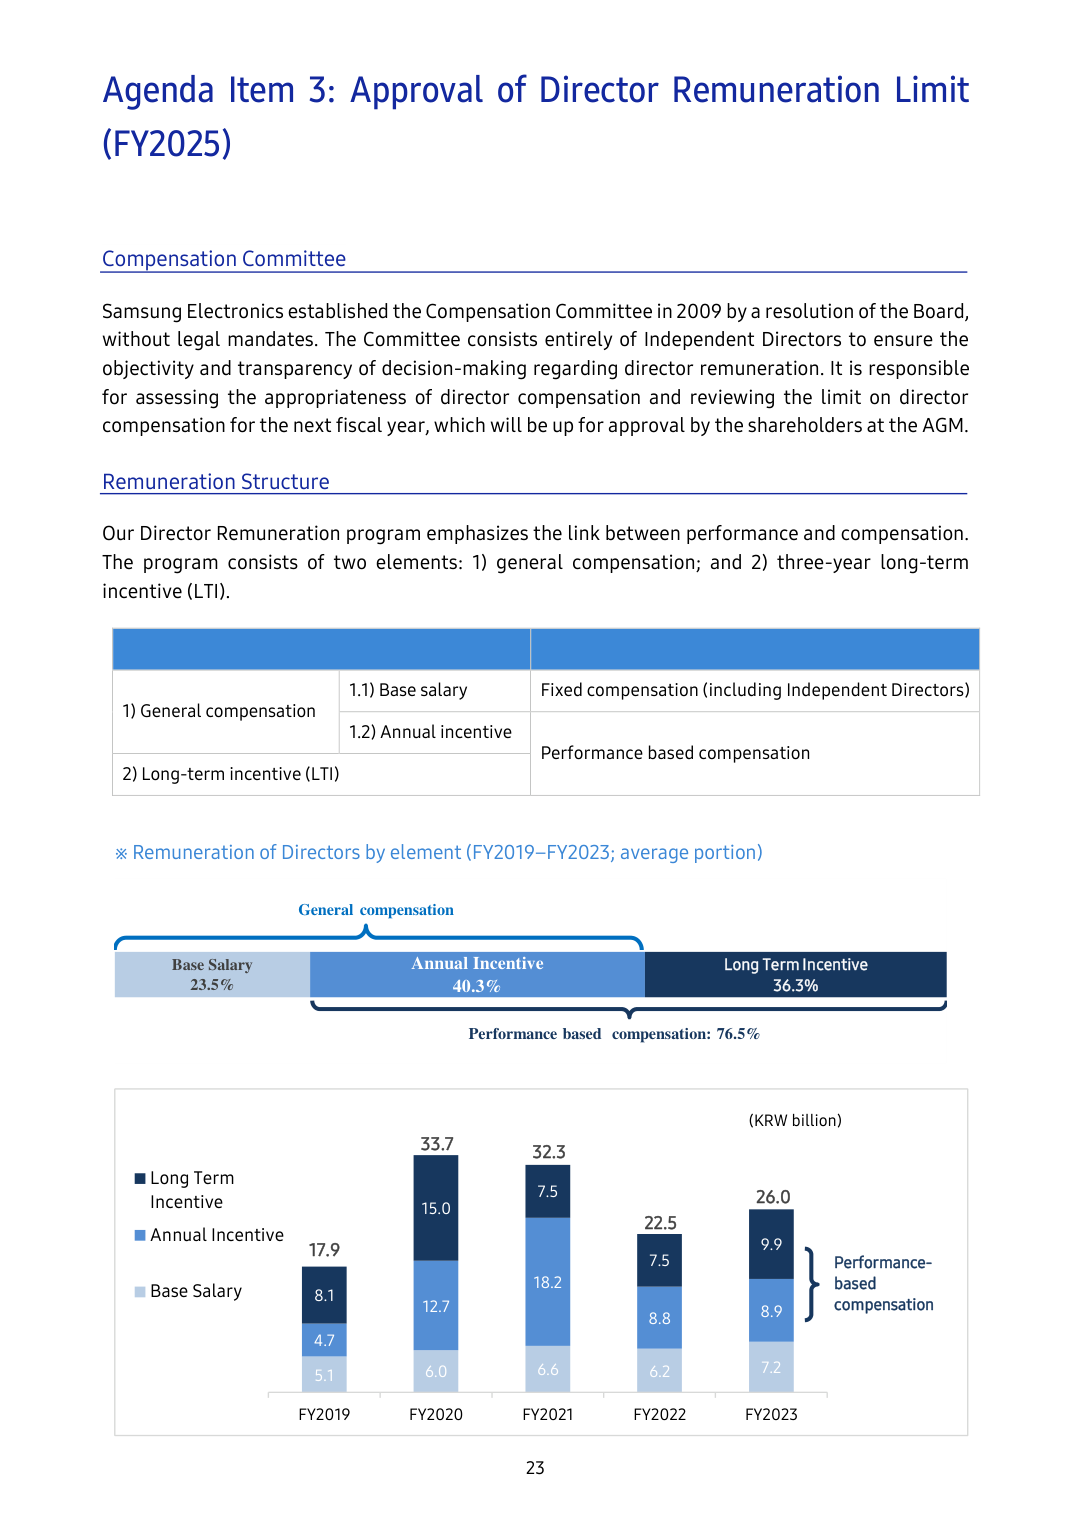 Agenda Item 3: Approval of Director Remuneration Limit
(FY2025)
Compensation Committee
Samsung Electronics established the Compensation Committee in 2009 by a resolution of the Board,
without legal mandates. The Committee consists entirely of Independent Directors to ensure the
objectivity and transparency of decision-making regarding director remuneration. It is responsible
for assessing the appropriateness of director compensation and reviewing the limit on director
compensation for the next fiscal year, which will be up for approval by the shareholders at the AGM.
Remuneration Structure
Our Director Remuneration program emphasizes the link between performance and compensation.
The program consists of two elements: 1) general compensation; and 2) three-year long-term
incentive (LTI).
1) General compensation
1.1) Base salary
Fixed compensation (including Independent Directors)
1.2) Annual incentive
Performance based compensation
2) Long-term incentive (LTI)
※ Remuneration of Directors by element (FY2019–FY2023; average portion)
General compensation
Base Salary
23.5%
Annual Incentive
40.3%
Long Term Incentive
36.3%
Performance based compensation: 76.5%
(KRW billion)
Long Term
Incentive
Annual Incentive
Base Salary
17.9
8.1
4.7
5.1
33.7
15.0
12.7
6.0
32.3
7.5
18.2
6.6
22.5
7.5
8.8
6.2
26.0
9.9
8.9
7.2
Performance-
based
compensation
FY2019
FY2020
FY2021
FY2022
FY2023
23